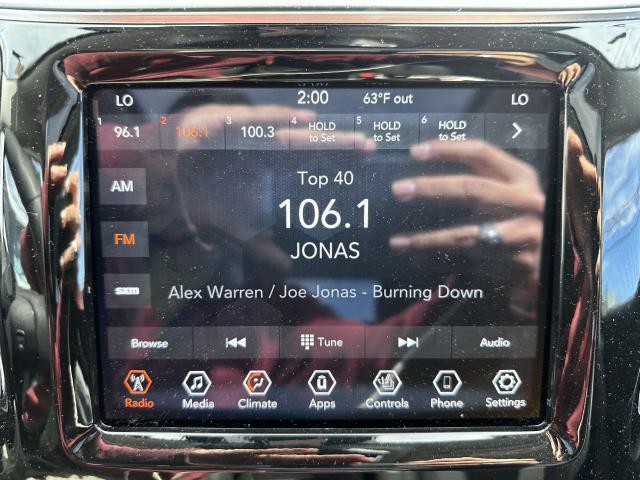 LO 2:00 63°F out LO
1 96.1 2 106.1 3 100.3 4 HOLD to Set 5 HOLD to Set 6 HOLD to Set
AM
Top 40
106.1
FM
JONAS
SXM
Alex Warren / Joe Jonas - Burning Down
Browse Tune Audio
Radio Media Climate Apps Controls Phone Settings